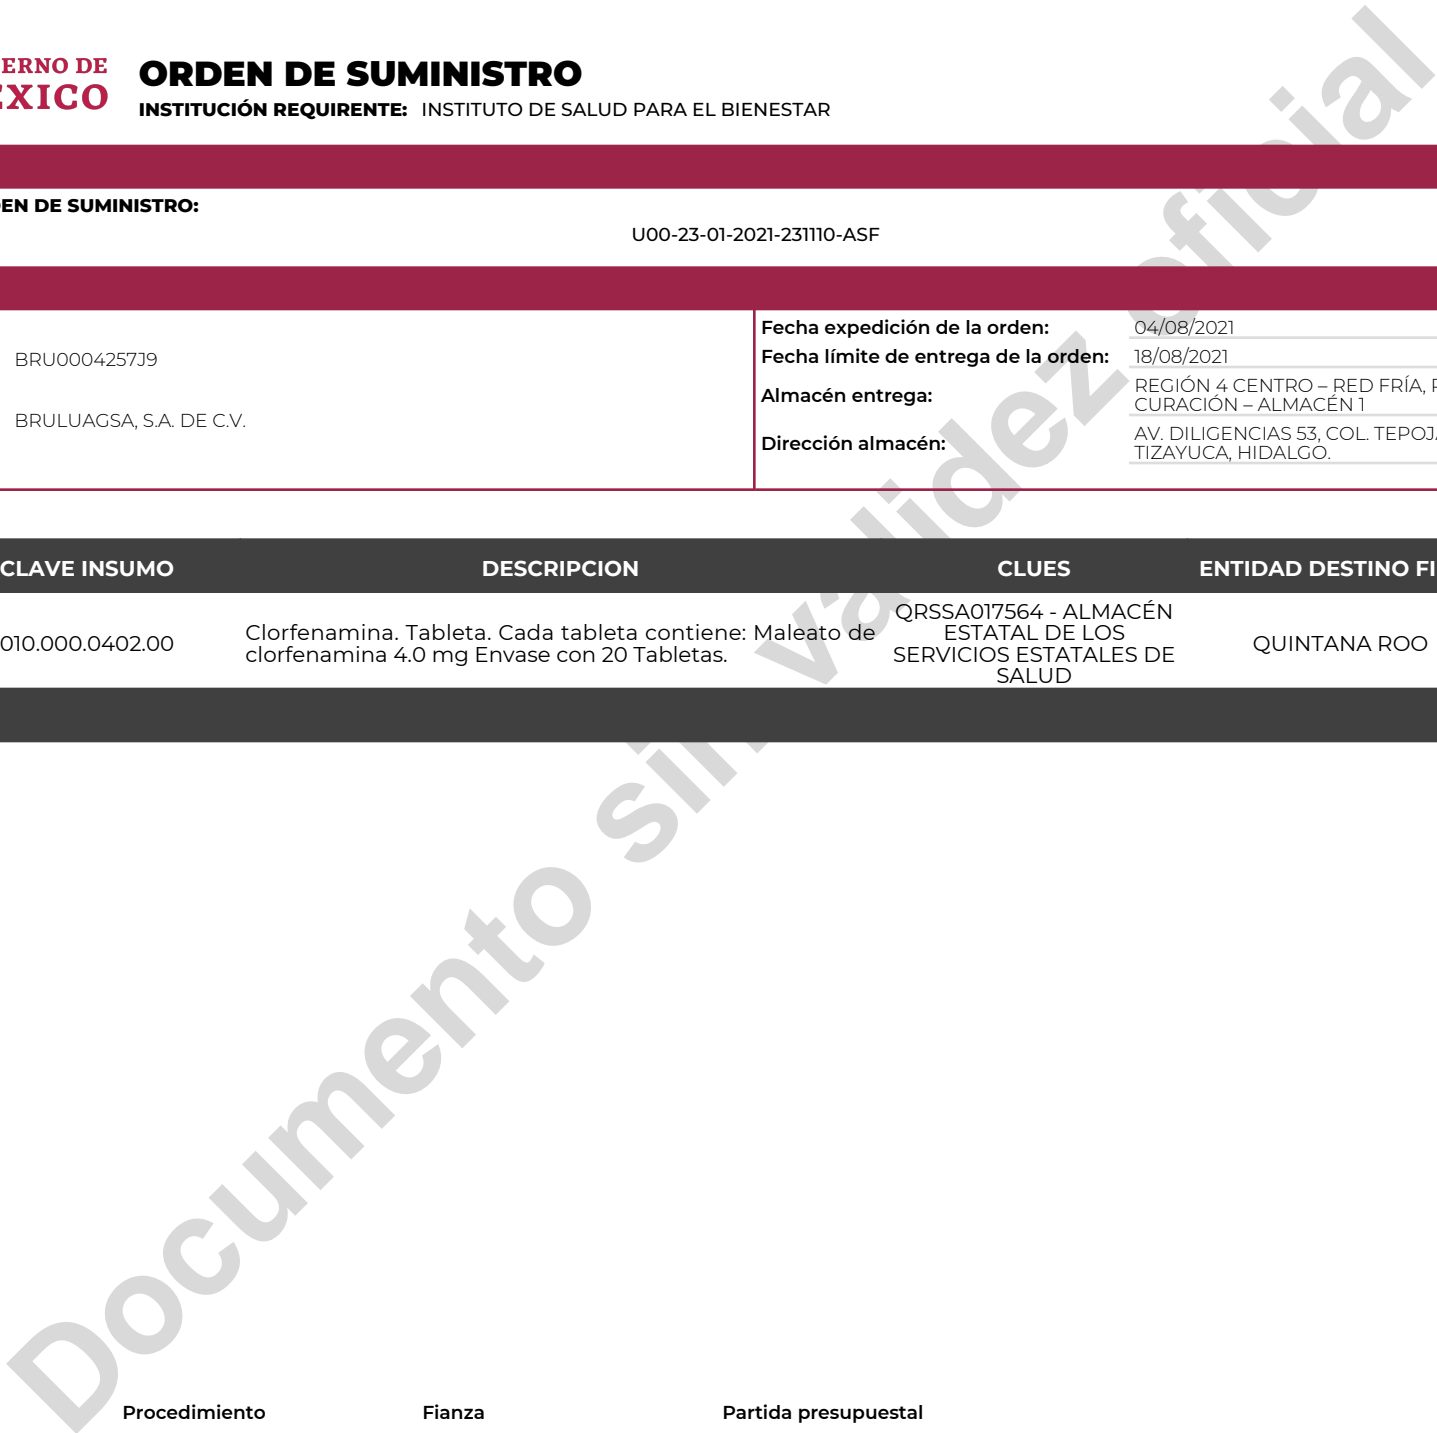 ERNO DE
ÉXICO
ORDEN DE SUMINISTRO
INSTITUCIÓN REQUIRENTE: INSTITUTO DE SALUD PARA EL BIENESTAR
EN DE SUMINISTRO:
U00-23-01-2021-231110-ASF
BRU0004257J9
BRULUAGSA, S.A. DE C.V.
Fecha expedición de la orden: 04/08/2021
Fecha límite de entrega de la orden: 18/08/2021
Almacén entrega: REGIÓN 4 CENTRO – RED FRÍA,
CURACIÓN – ALMACÉN 1
Dirección almacén: AV. DILIGENCIAS 53, COL. TEPOJA
TIZAYUCA, HIDALGO.
CLAVE INSUMO DESCRIPCION CLUES ENTIDAD DESTINO FI
010.000.0402.00
Clorfenamina. Tableta. Cada tableta contiene: Maleato de
clorfenamina 4.0 mg Envase con 20 Tabletas.
QRSSA017564 - ALMACÉN
ESTATAL DE LOS
SERVICIOS ESTATALES DE
SALUD
QUINTANA ROO
Documento sin validez oficial
Procedimiento Fianza Partida presupuestal